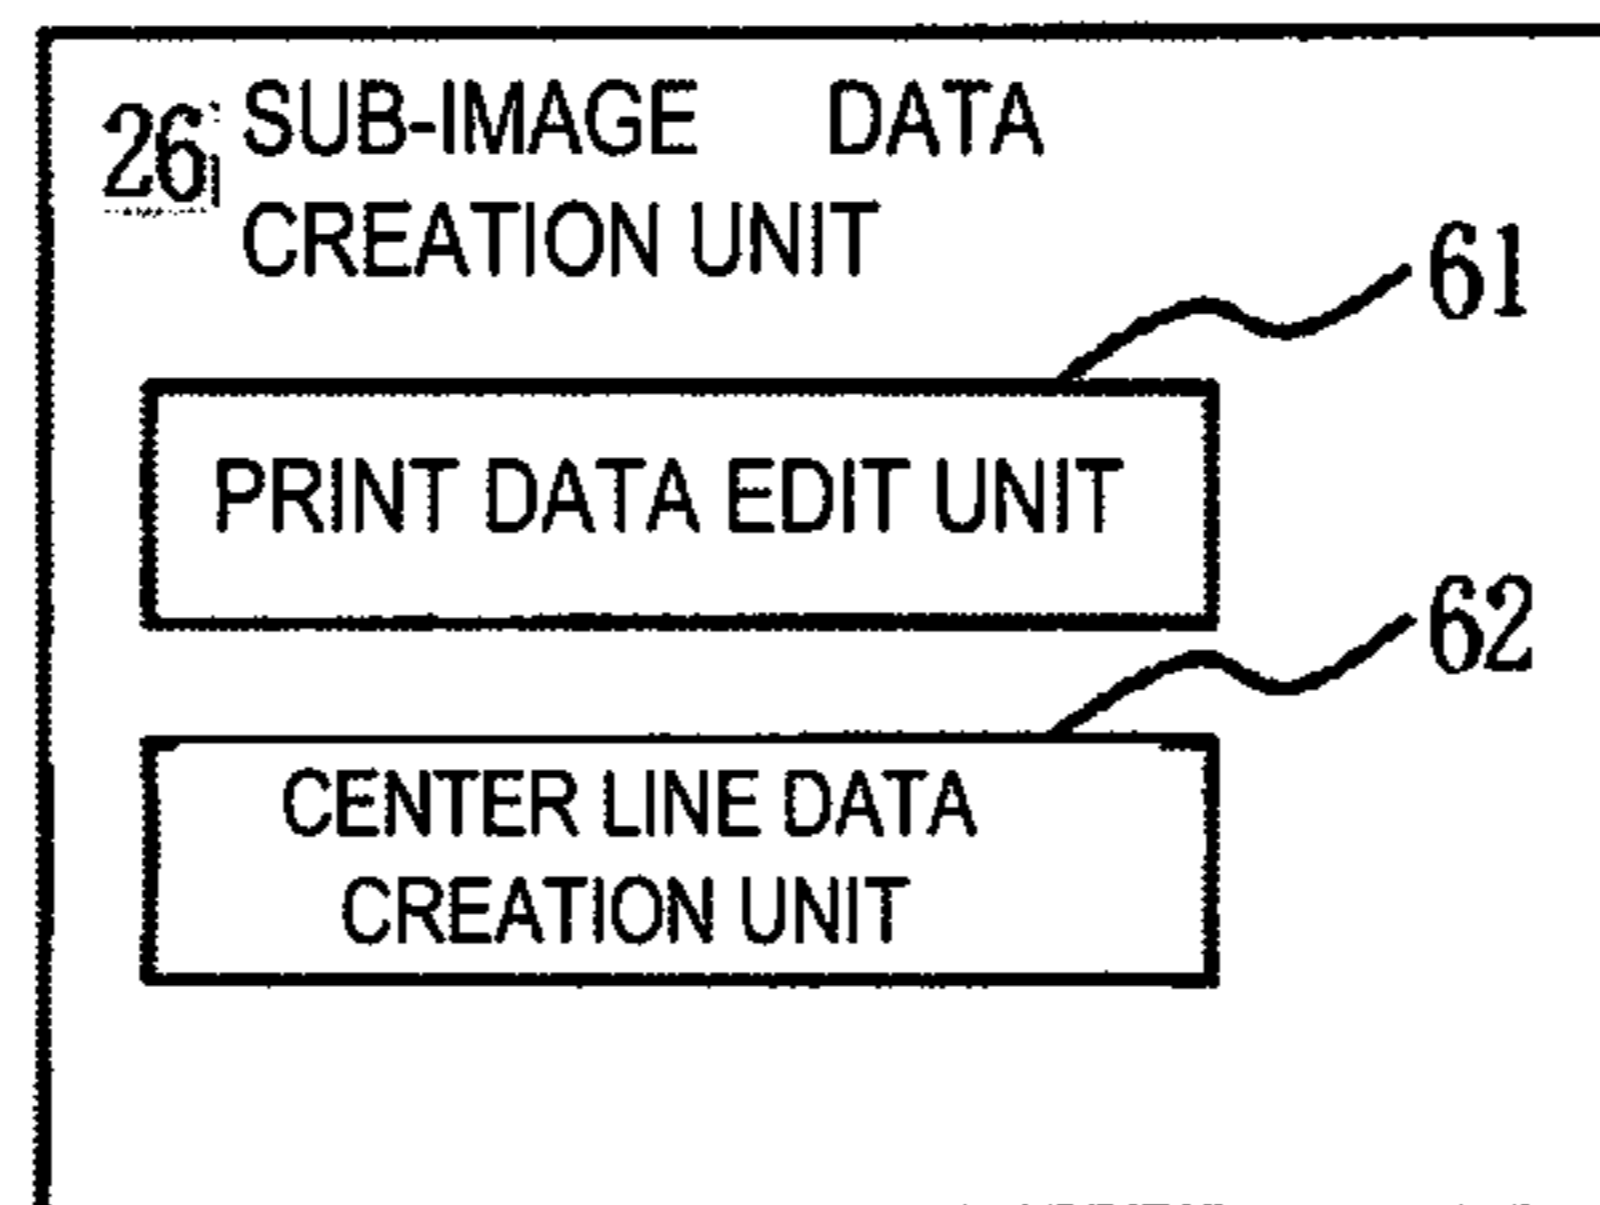 26 SUB-IMAGE DATA
CREATION UNIT
61
PRINT DATA EDIT UNIT
62
CENTER LINE DATA
CREATION UNIT